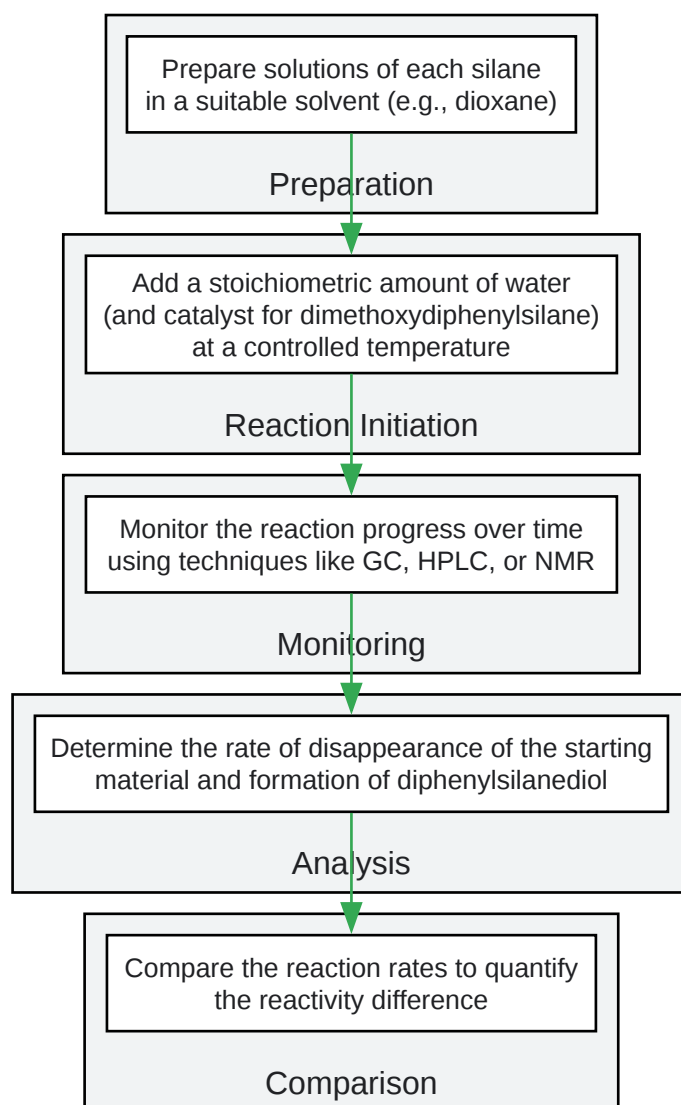 Prepare solutions of each silane
in a suitable solvent (e.g., dioxane)
Preparation
Add a stoichiometric amount of water
(and catalyst for dimethoxydiphenylsilane)
at a controlled temperature
Reaction Initiation
Monitor the reaction progress over time
using techniques like GC, HPLC, or NMR
Monitoring
Determine the rate of disappearance of the starting
material and formation of diphenylsilanediol
Analysis
Compare the reaction rates to quantify
the reactivity difference
Comparison